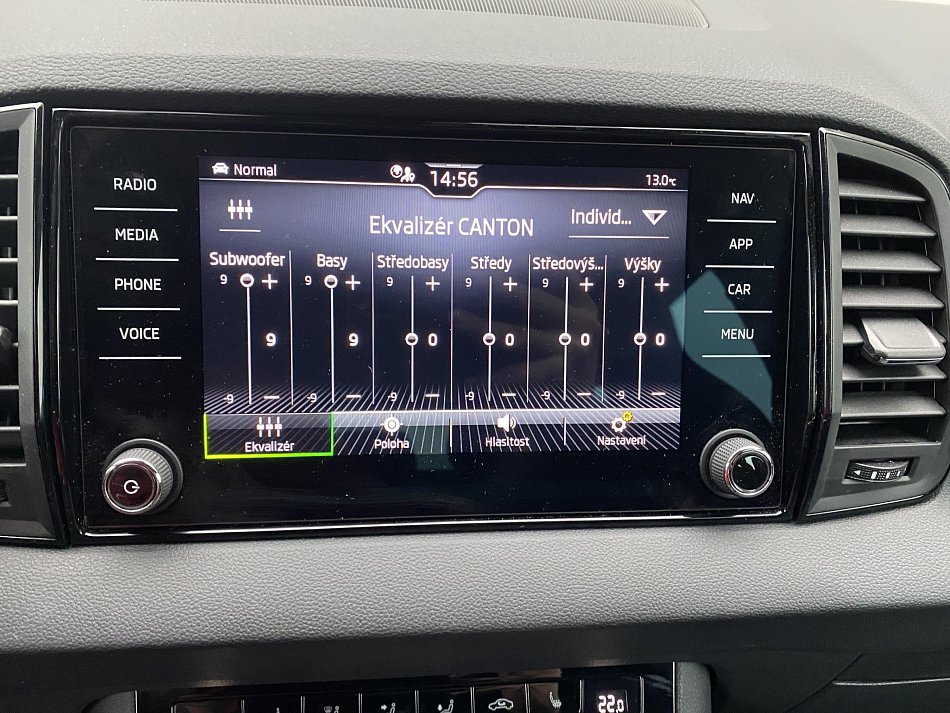 RADIO
MEDIA
PHONE
VOICE
NAV
APP
CAR
MENU
Normal 14:56 13.0°C
Ekvalizér CANTON Individ...
Subwoofer Basy Středobasy Středy Středovýš... Výšky
9 + 9 + 9 + 9 + 9 + 9 +
9 9 0 0 0 0
-9 − -9 − -9 − -9 − -9 − -9 −
Ekvalizér Poloha Hlasitost Nastavení
22.0